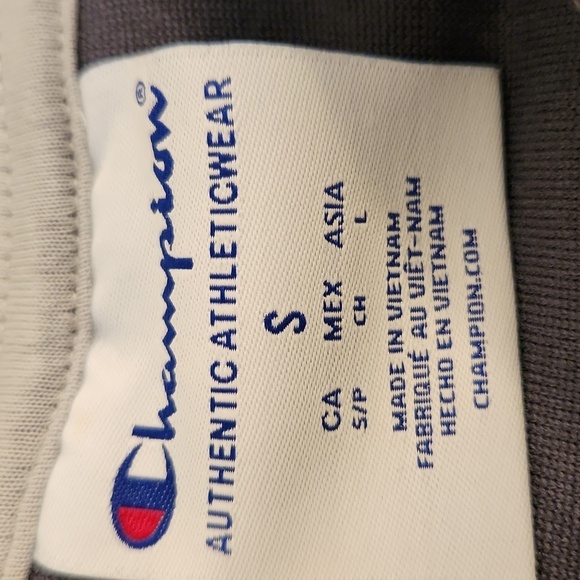 Champion®
AUTHENTIC ATHLETICWEAR
S
CA MEX ASIA
S/P CH L
MADE IN VIETNAM
FABRIQUÉ AU VIÊT-NAM
HECHO EN VIETNAM
CHAMPION.COM